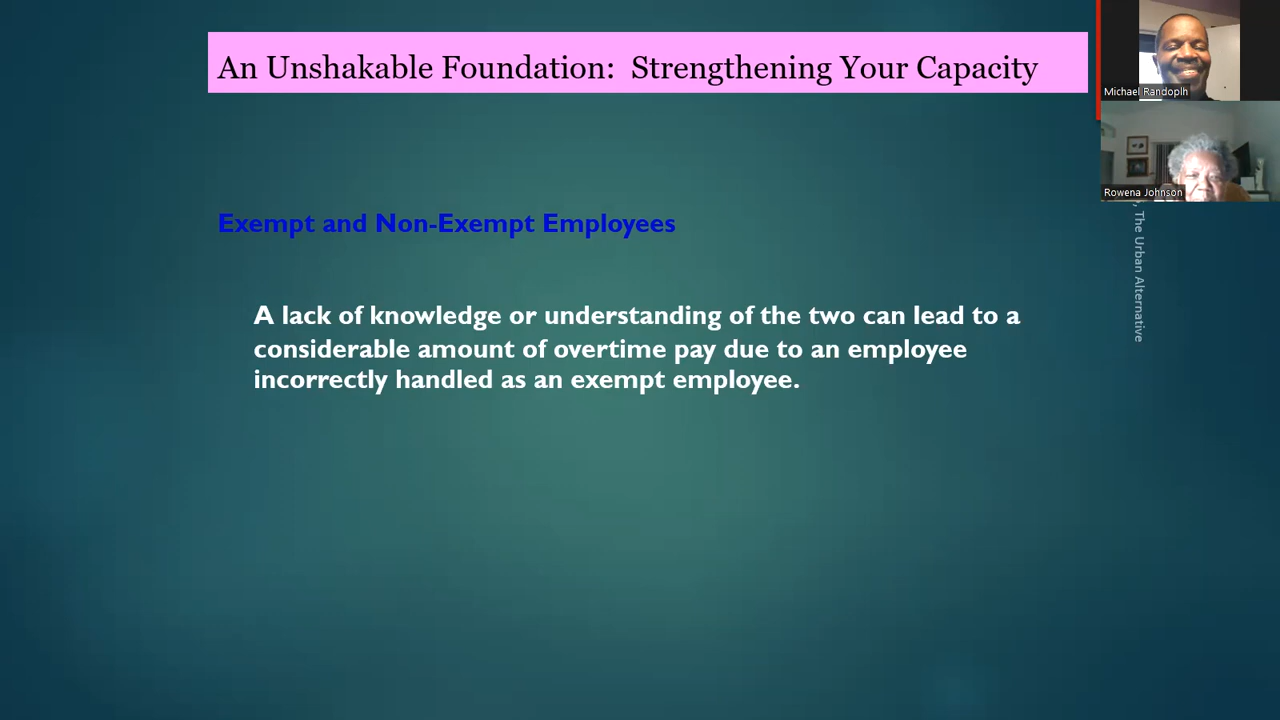 An Unshakable Foundation: Strengthening Your Capacity
Michael Randoplh
Rowena Johnson
, The Urban Alternative
Exempt and Non-Exempt Employees
A lack of knowledge or understanding of the two can lead to a
considerable amount of overtime pay due to an employee
incorrectly handled as an exempt employee.